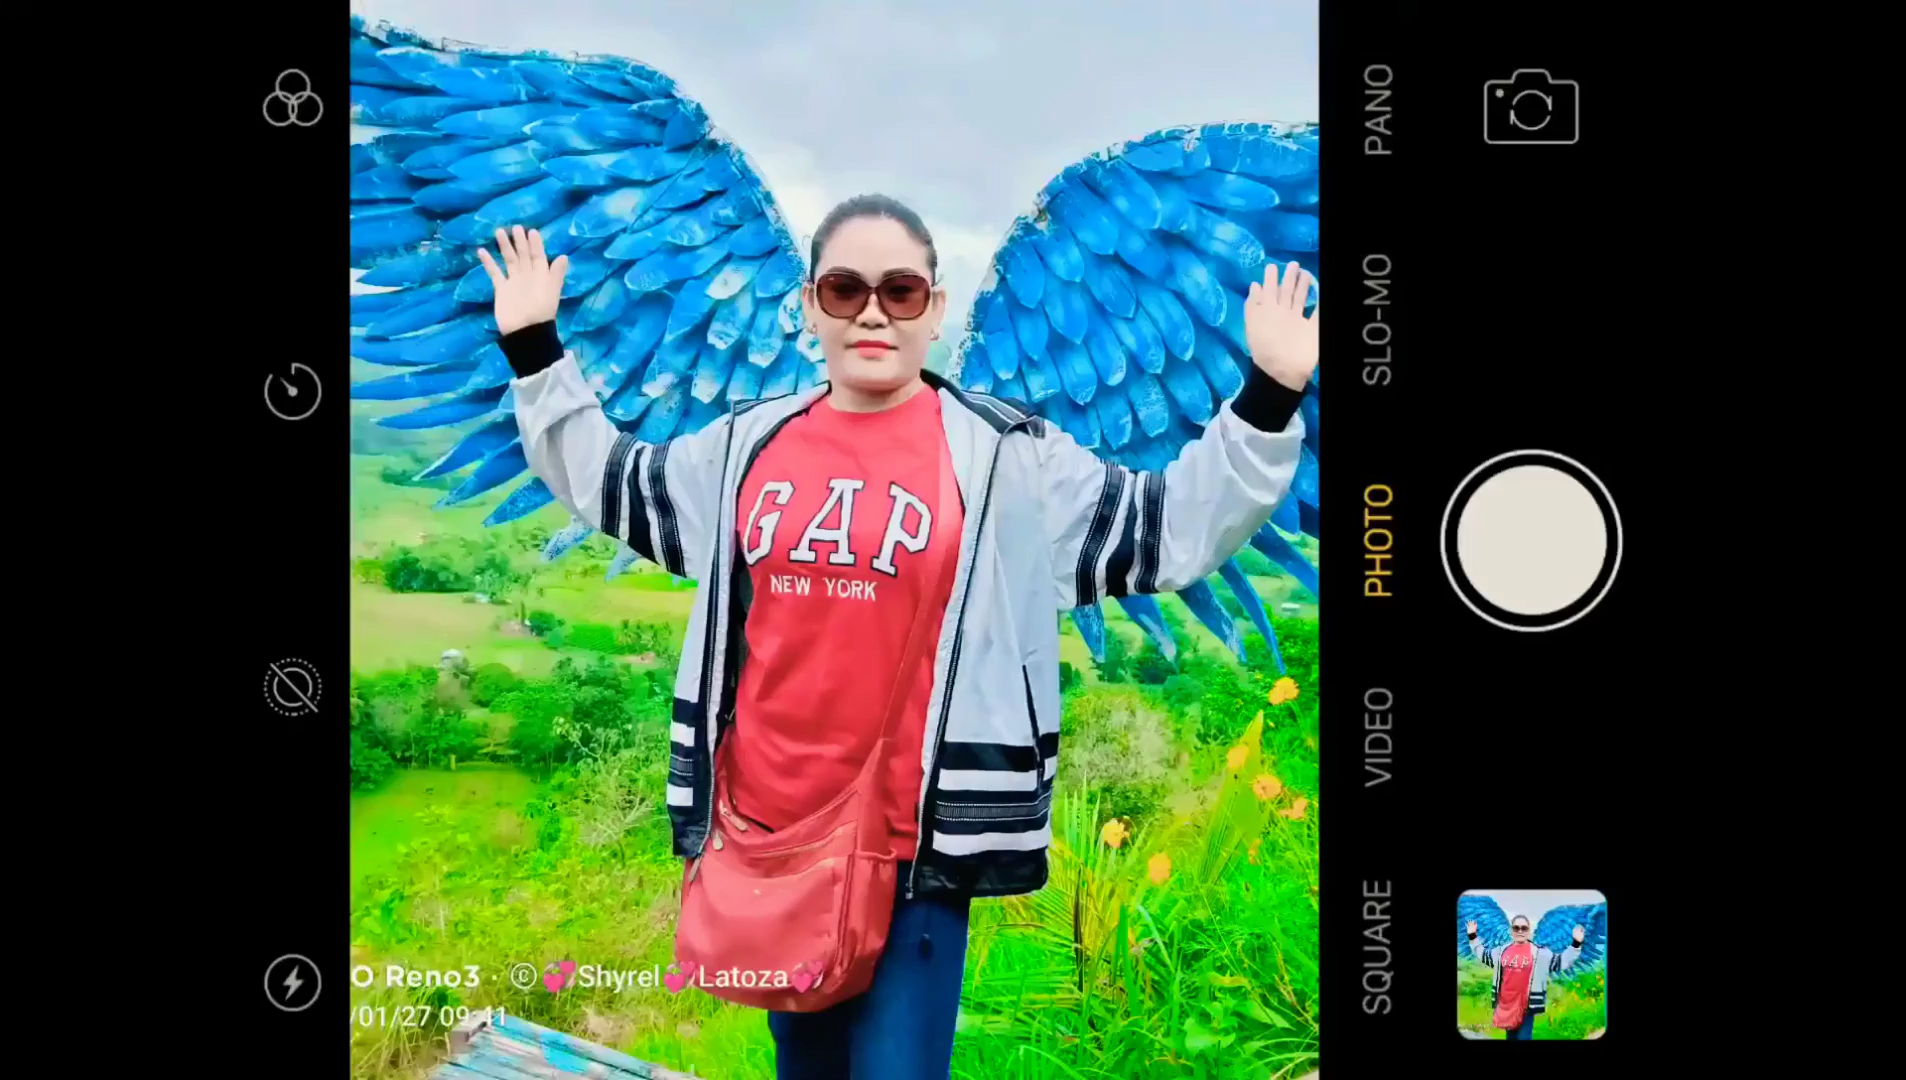 GAP
NEW YORK
O Reno3 · © 💞Shyrel💞Latoza💞
/01/27 09:41
PANO
SLO-MO
PHOTO
VIDEO
SQUARE